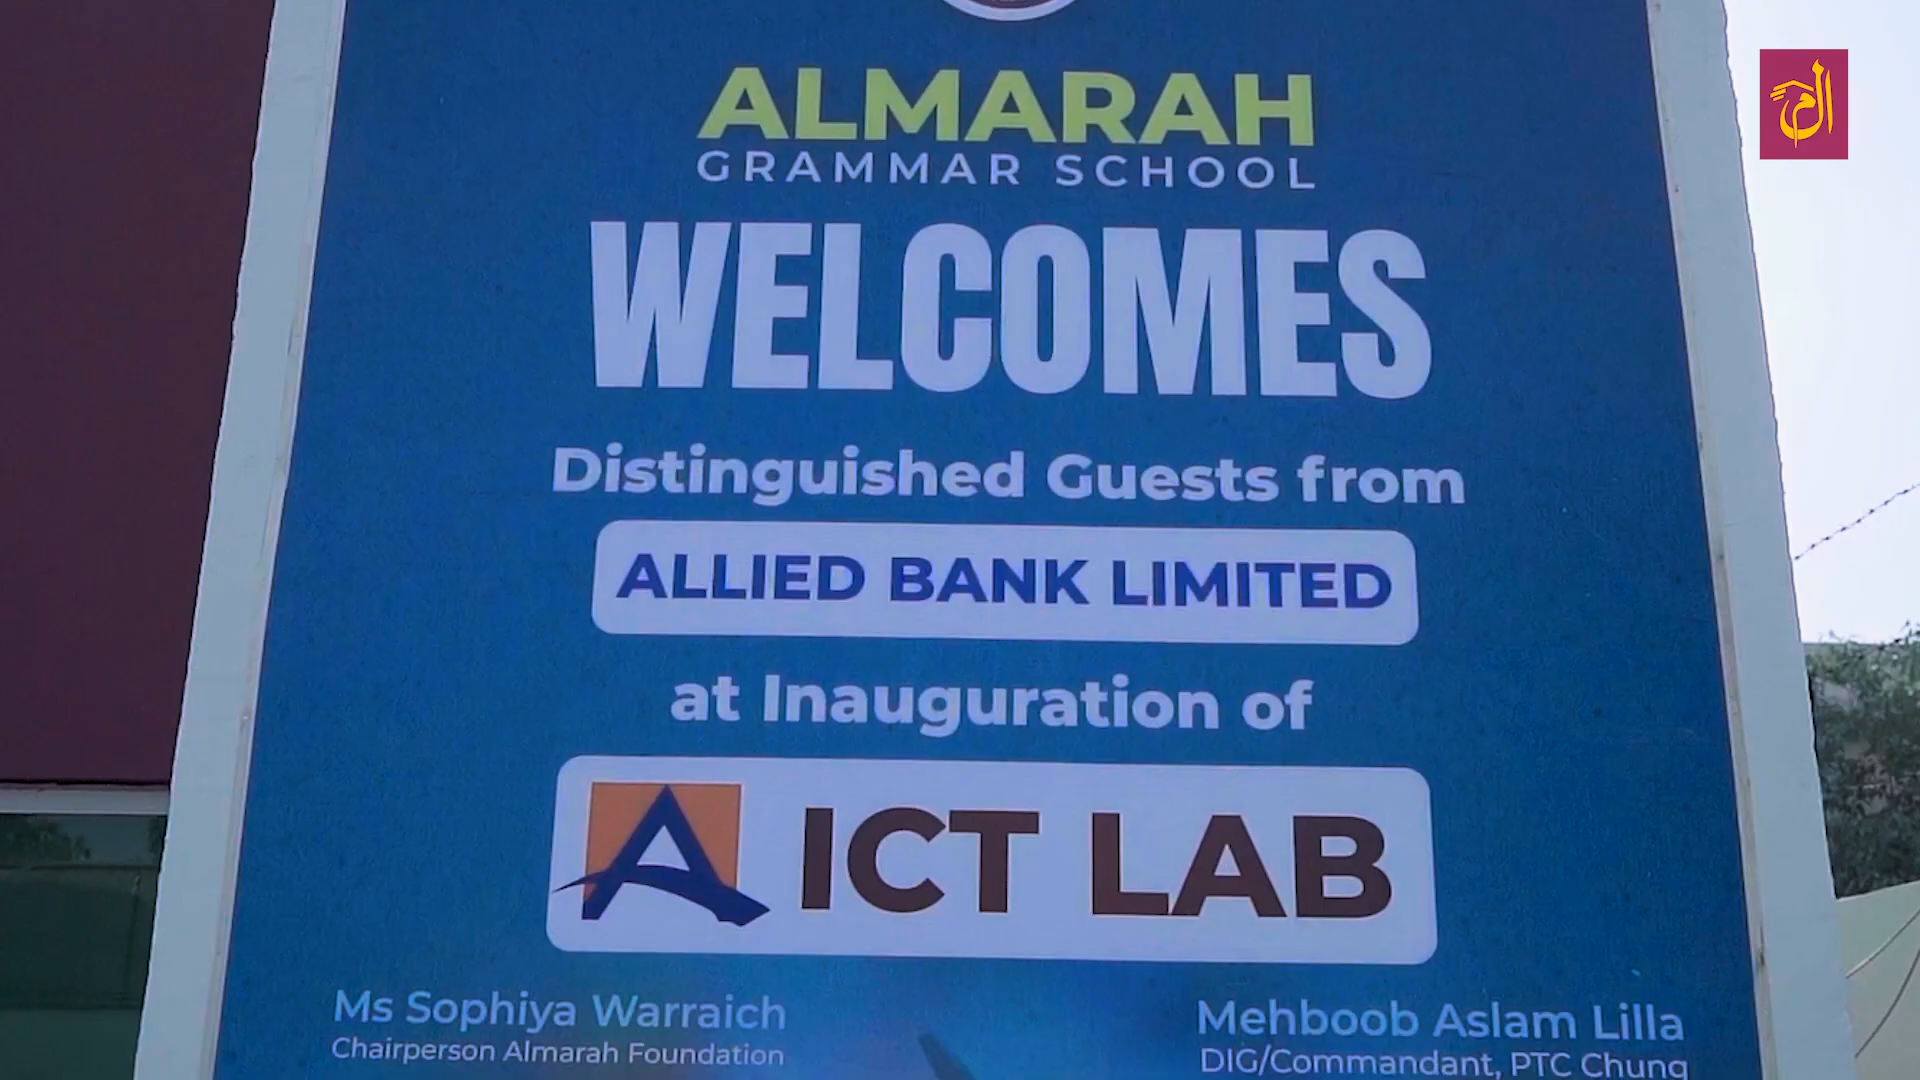 ALMARAH
GRAMMAR SCHOOL
WELCOMES
Distinguished Guests from
ALLIED BANK LIMITED
at Inauguration of
ICT LAB
Ms Sophiya Warraich
Chairperson Almarah Foundation
Mehboob Aslam Lilla
DIG/Commandant, PTC Chung